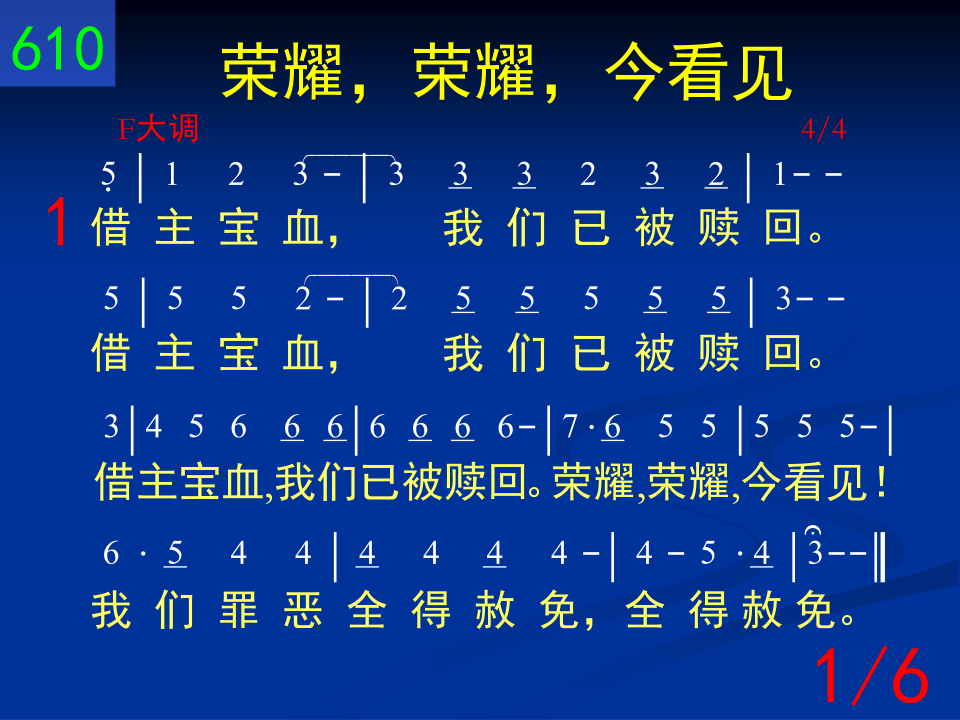 610
荣耀，荣耀，今看见
F大调 4/4
5̣ | 1 2 3 - | 3 3̲ 3̲ 2 3̲ 2̲ | 1 - -
1 借 主 宝 血， 我 们 已 被 赎 回。
5 | 5 5 2 - | 2 5̲ 5̲ 5 5̲ 5̲ | 3 - -
借 主 宝 血， 我 们 已 被 赎 回。
3 | 4 5 6 6̲ 6̲ | 6 6̲ 6̲ 6 - | 7 · 6̲ 5 5 | 5 5 5 - |
借主宝血,我们已被赎回。荣耀,荣耀,今看见!
6 · 5̲ 4 4 | 4̲ 4 4̲ 4 - | 4 - 5 · 4̲ | 3 - - ‖
我 们 罪 恶 全 得 赦 免，全 得 赦 免。
1/6